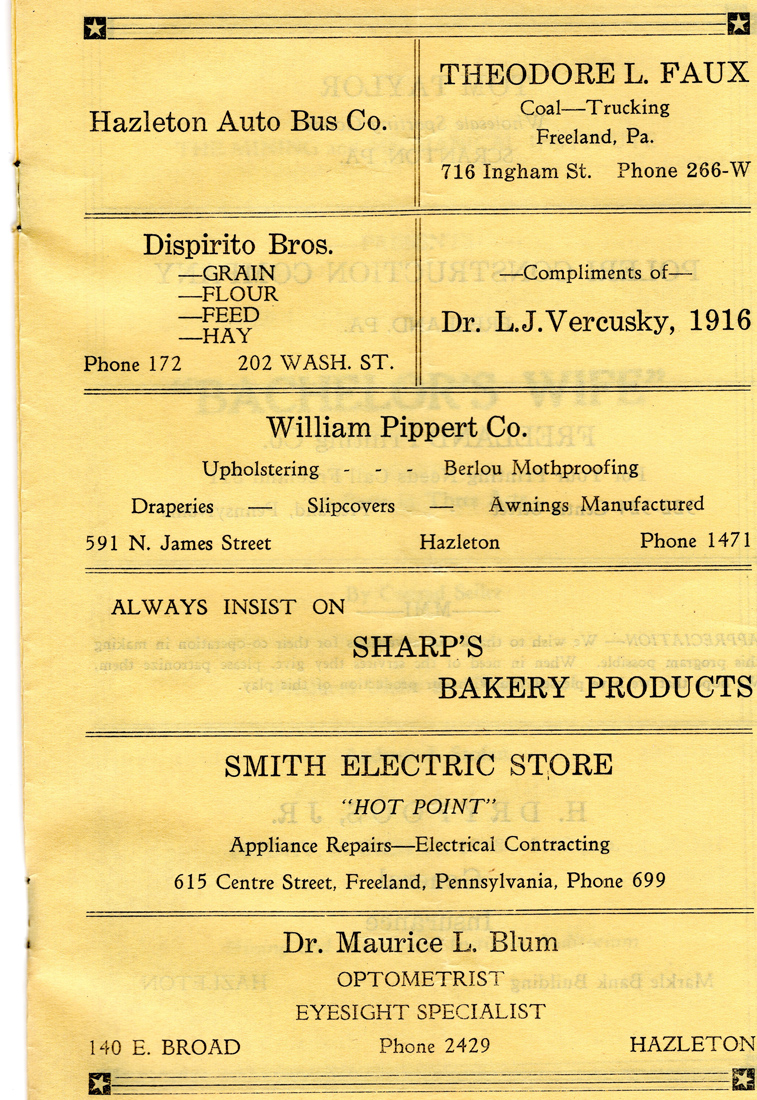 Hazleton Auto Bus Co.
THEODORE L. FAUX
Coal—Trucking
Freeland, Pa.
716 Ingham St. Phone 266-W
Dispirito Bros.
—GRAIN
—FLOUR
—FEED
—HAY
Phone 172 202 WASH. ST.
—Compliments of—
Dr. L.J.Vercusky, 1916
William Pippert Co.
Upholstering - - - Berlou Mothproofing
Draperies — Slipcovers — Awnings Manufactured
591 N. James Street Hazleton Phone 1471
ALWAYS INSIST ON
SHARP'S
BAKERY PRODUCTS
SMITH ELECTRIC STORE
"HOT POINT"
Appliance Repairs—Electrical Contracting
615 Centre Street, Freeland, Pennsylvania, Phone 699
Dr. Maurice L. Blum
OPTOMETRIST
EYESIGHT SPECIALIST
140 E. BROAD Phone 2429 HAZLETON